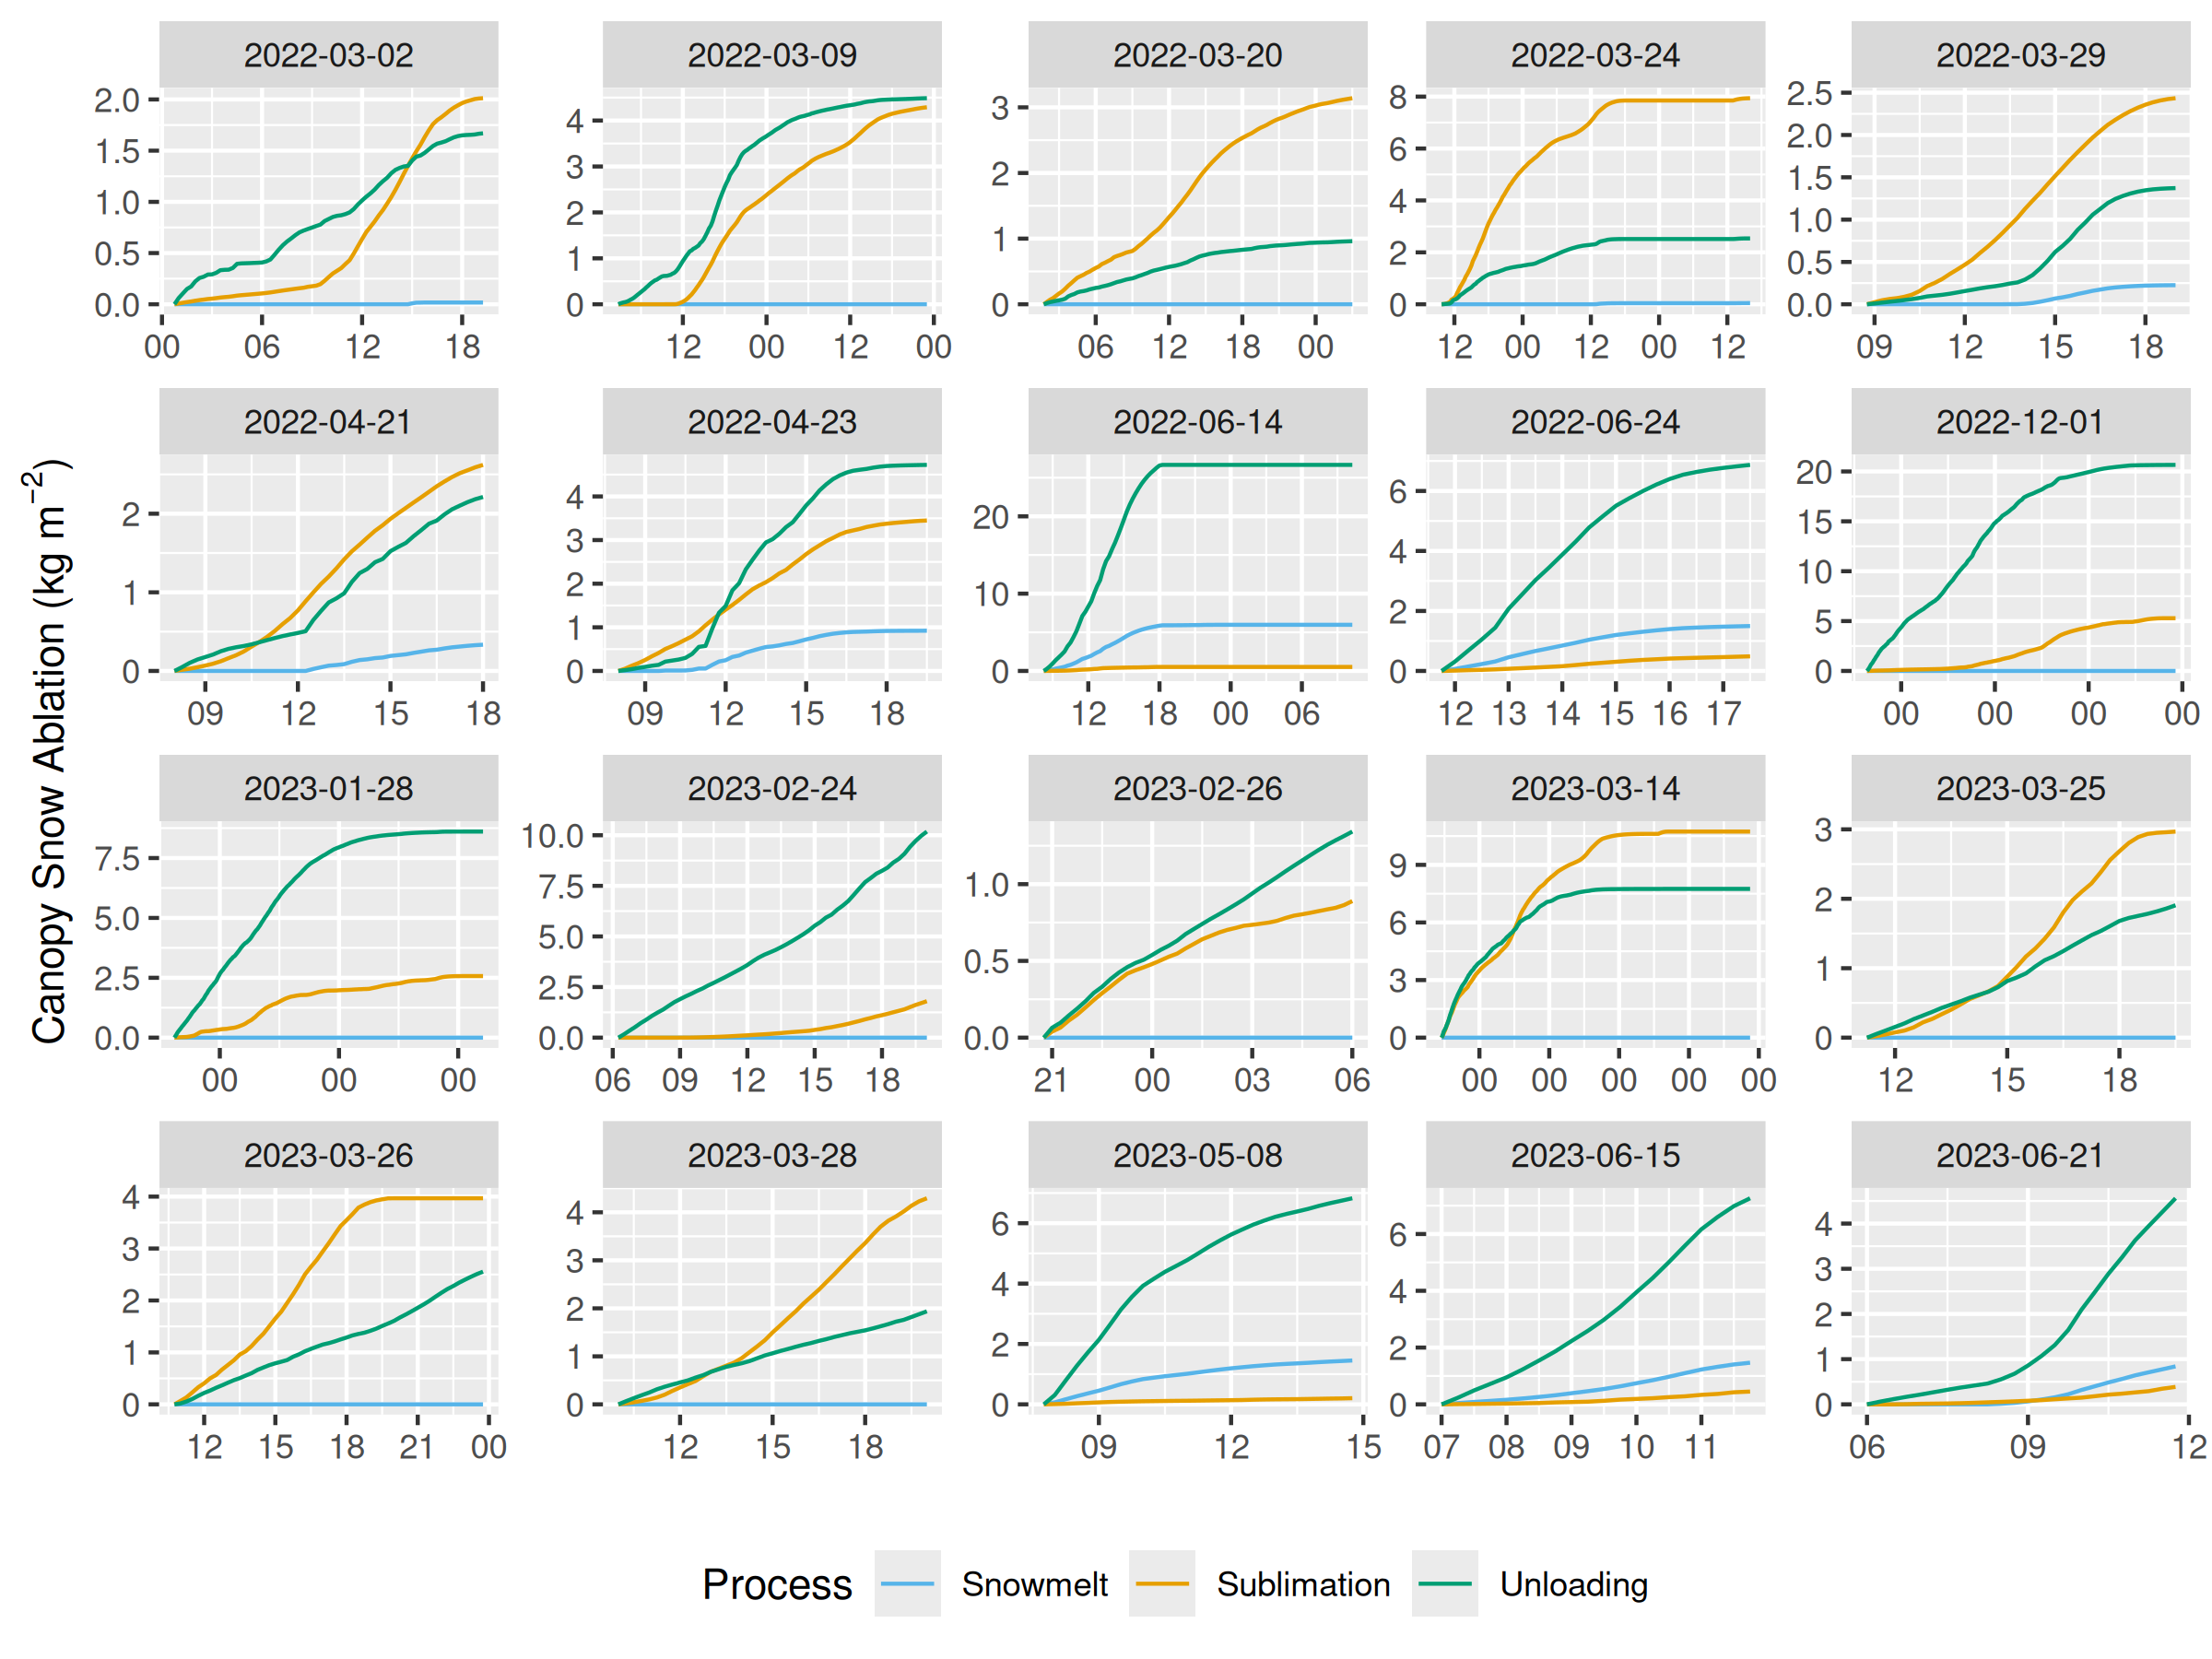 2022-03-02 2022-03-09 2022-03-20 2022-03-24 2022-03-29
2.0 1.5 1.0 0.5 0.0
4 3 2 1 0
3 2 1 0
8 6 4 2 0
2.5 2.0 1.5 1.0 0.5 0.0
00 06 12 18
12 00 12 00
06 12 18 00
12 00 12 00 12
09 12 15 18
2022-04-21 2022-04-23 2022-06-14 2022-06-24 2022-12-01
2 1 0
4 3 2 1 0
20 10 0
6 4 2 0
20 15 10 5 0
09 12 15 18
09 12 15 18
12 18 00 06
12 13 14 15 16 17
00 00 00 00
Canopy Snow Ablation (kg m⁻²)
2023-01-28 2023-02-24 2023-02-26 2023-03-14 2023-03-25
7.5 5.0 2.5 0.0
10.0 7.5 5.0 2.5 0.0
1.0 0.5 0.0
9 6 3 0
3 2 1 0
00 00 00
06 09 12 15 18
21 00 03 06
00 00 00 00 00
12 15 18
2023-03-26 2023-03-28 2023-05-08 2023-06-15 2023-06-21
4 3 2 1 0
4 3 2 1 0
6 4 2 0
6 4 2 0
4 3 2 1 0
12 15 18 21 00
12 15 18
09 12 15
07 08 09 10 11
06 09 12
Process Snowmelt Sublimation Unloading